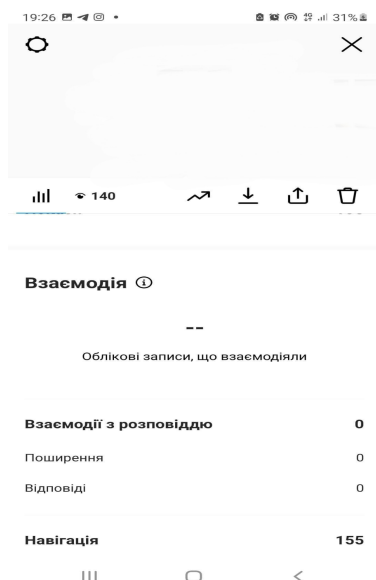 19:26
31%
140
Взаємодія
--
Облікові записи, що взаємодіяли
Взаємодії з розповіддю 0
Поширення 0
Відповіді 0
Навігація 155